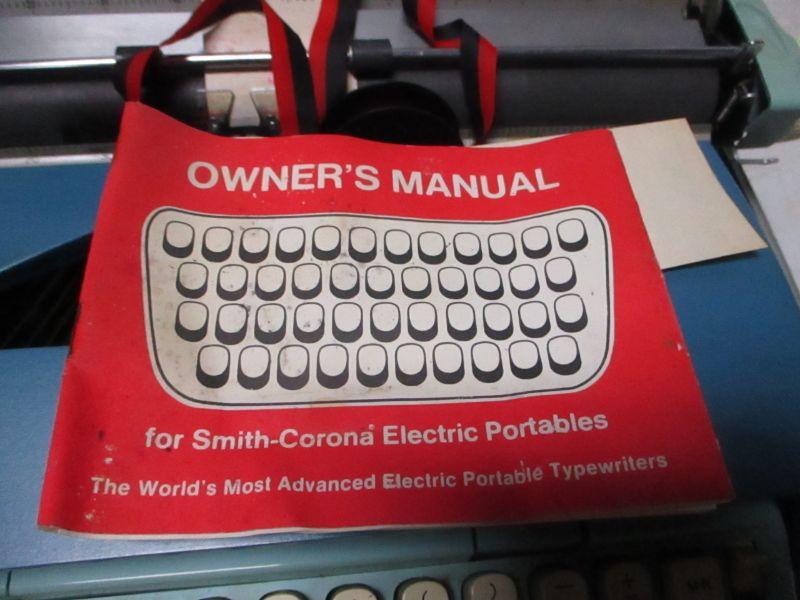 OWNER'S MANUAL
for Smith-Corona Electric Portables
The World's Most Advanced Electric Portable Typewriters